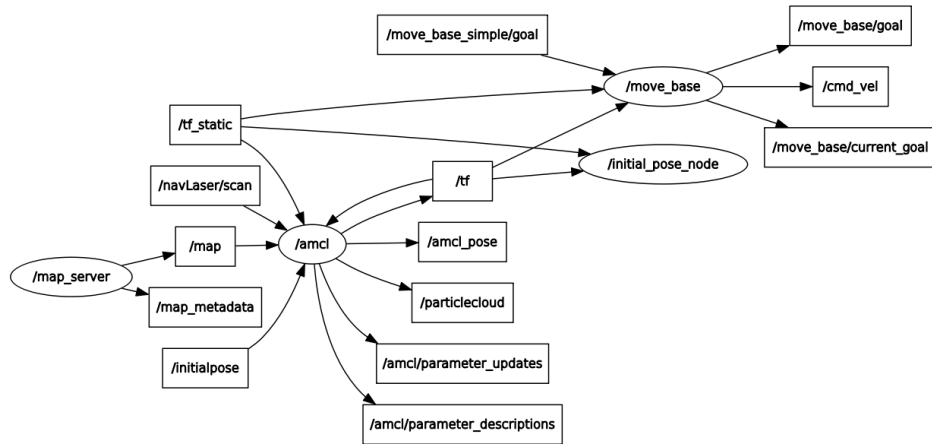 /move_base_simple/goal
/move_base/goal
/move_base
/cmd_vel
/tf_static
/move_base/current_goal
/initial_pose_node
/navLaser/scan
/tf
/map
/amcl
/amcl_pose
/map_server
/map_metadata
/particlecloud
/initialpose
/amcl/parameter_updates
/amcl/parameter_descriptions